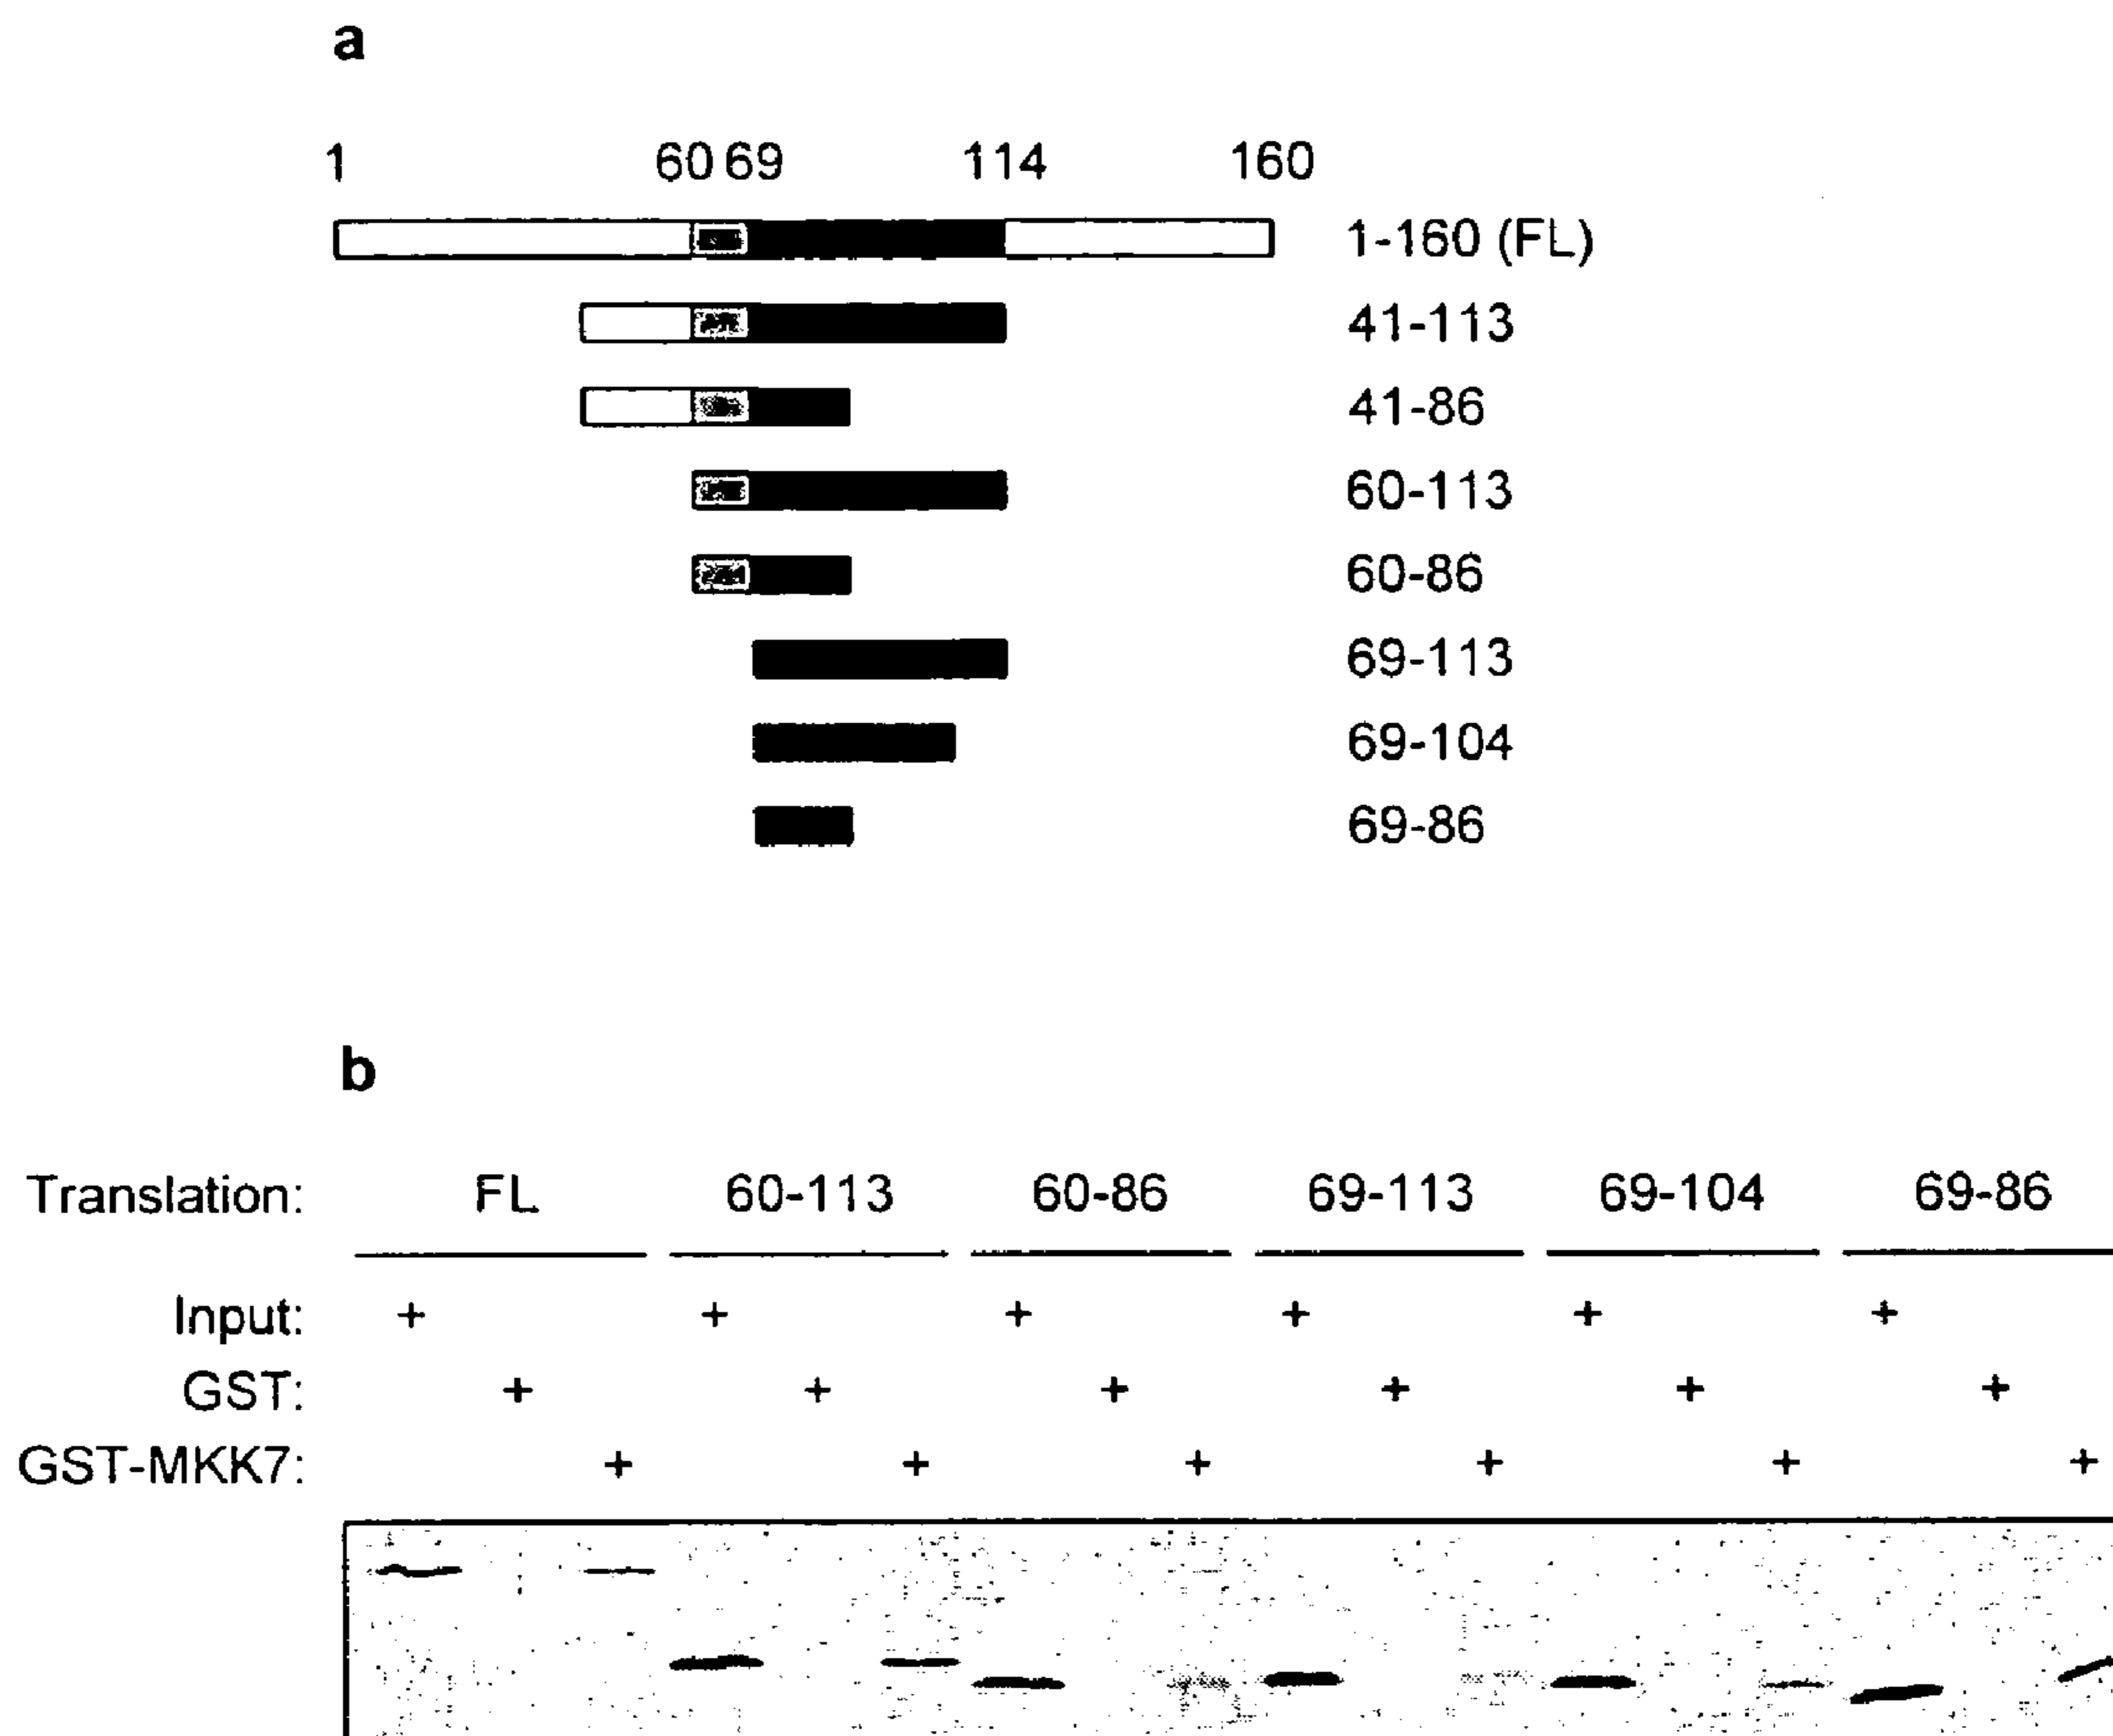 a
1 60 69 114 160
1-160 (FL)
41-113
41-86
60-113
60-86
69-113
69-104
69-86
b
Translation: FL 60-113 60-86 69-113 69-104 69-86
Input: + + + + + +
GST: + + + + + +
GST-MKK7: + + + + + +